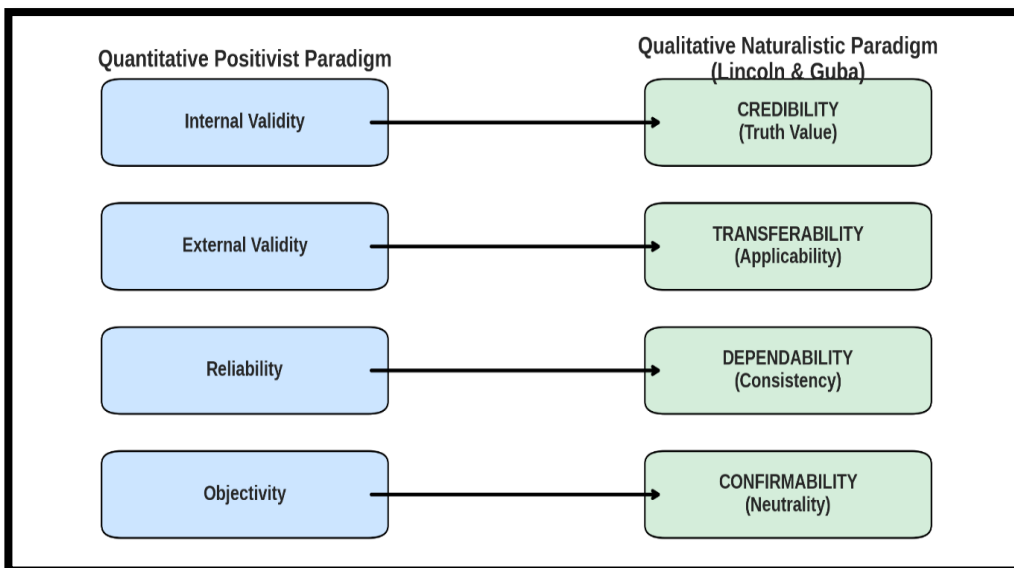 Quantitative Positivist Paradigm
Qualitative Naturalistic Paradigm
(Lincoln & Guba)
Internal Validity
CREDIBILITY
(Truth Value)
External Validity
TRANSFERABILITY
(Applicability)
Reliability
DEPENDABILITY
(Consistency)
Objectivity
CONFIRMABILITY
(Neutrality)